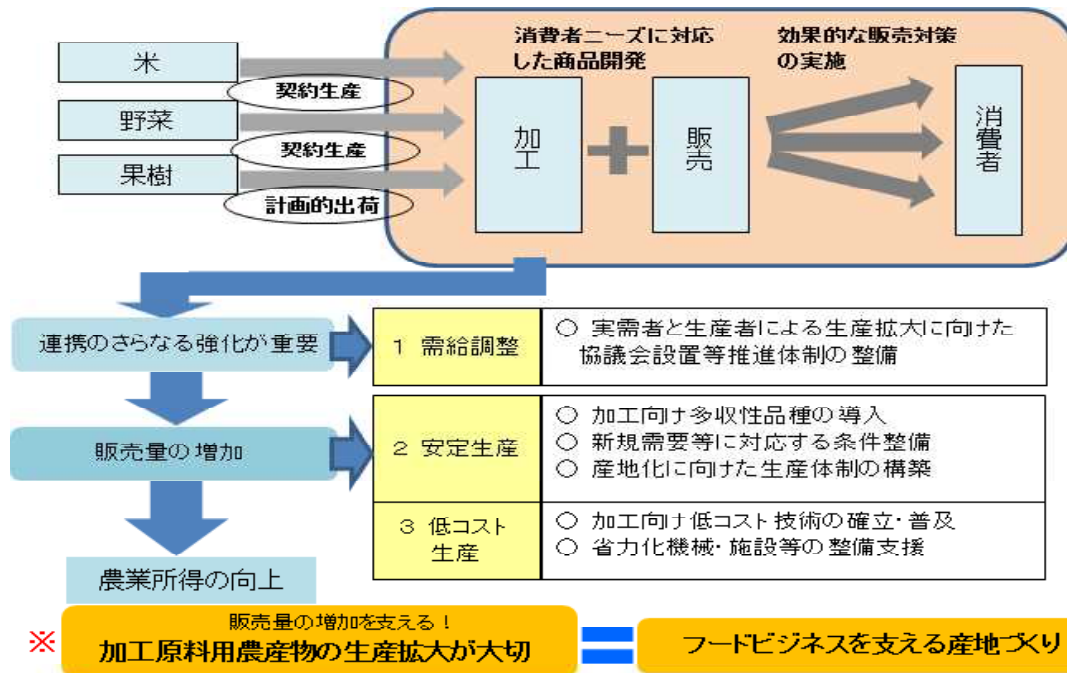 消費者ニーズに対応
した商品開発
効果的な販売対策
の実施
米
契約生産
野菜
契約生産
果樹
計画的出荷
加工
販売
消費者
連携のさらなる強化が重要
1 需給調整
○ 実需者と生産者による生産拡大に向けた
協議会設置等推進体制の整備
販売量の増加
2 安定生産
○ 加工向け多収性品種の導入
○ 新規需要等に対応する条件整備
○ 産地化に向けた生産体制の構築
3 低コスト
生産
○ 加工向け低コスト技術の確立・普及
○ 省力化機械・施設等の整備支援
農業所得の向上
※
販売量の増加を支える!
加工原料用農産物の生産拡大が大切
フードビジネスを支える産地づくり